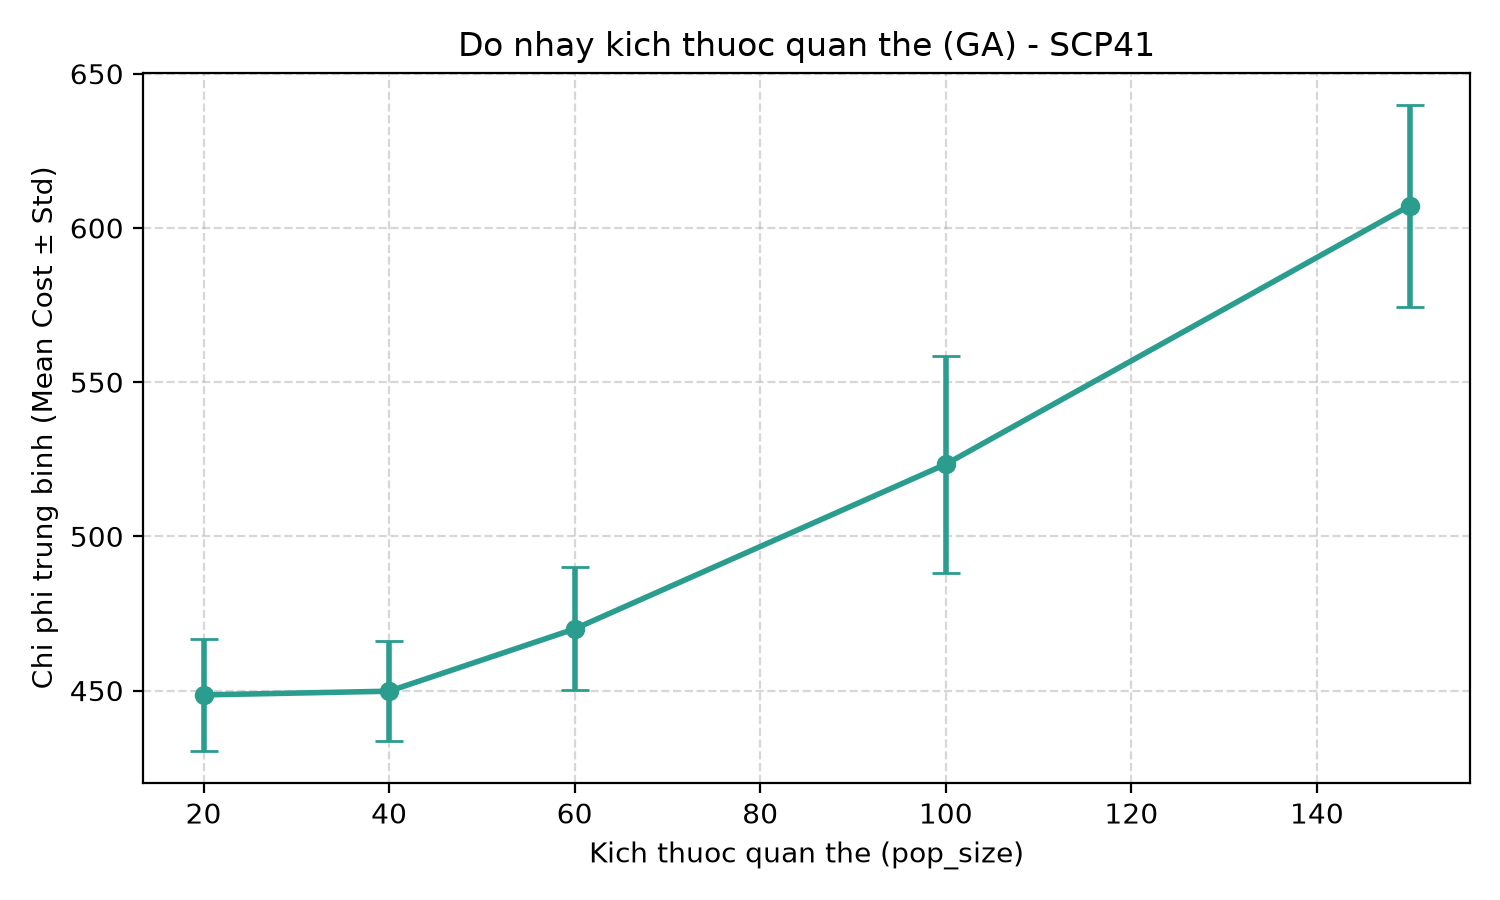 Do nhay kich thuoc quan the (GA) - SCP41
Chi phi trung binh (Mean Cost ± Std)
650
600
550
500
450
20 40 60 80 100 120 140
Kich thuoc quan the (pop_size)